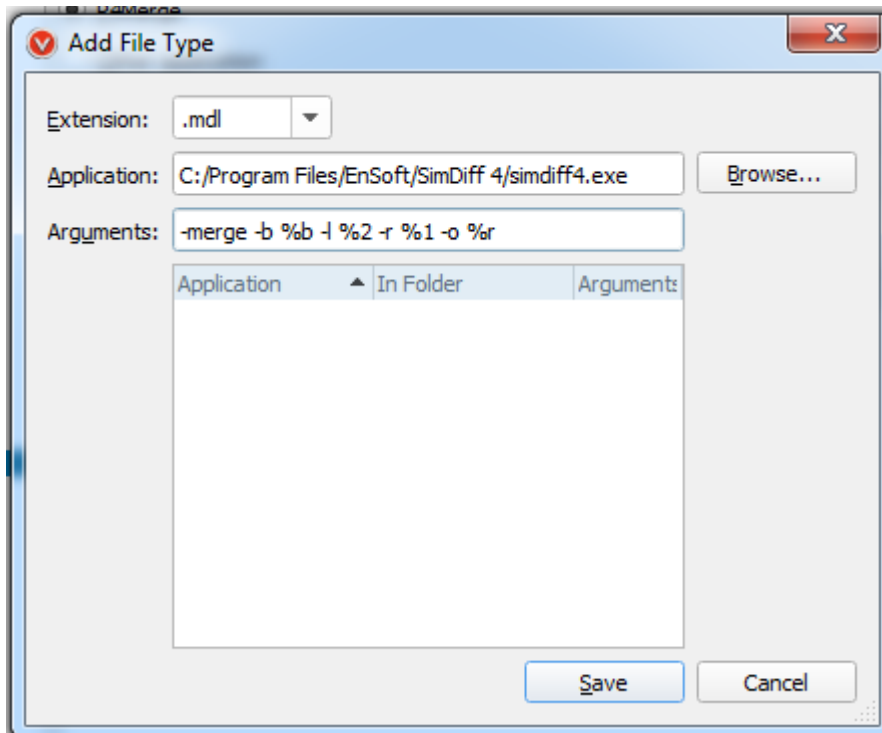 P4Merge
Add File Type
Extension: .mdl
Application: C:/Program Files/EnSoft/SimDiff 4/simdiff4.exe Browse...
Arguments: -merge -b %b -l %2 -r %1 -o %r
Application In Folder Arguments
Save Cancel